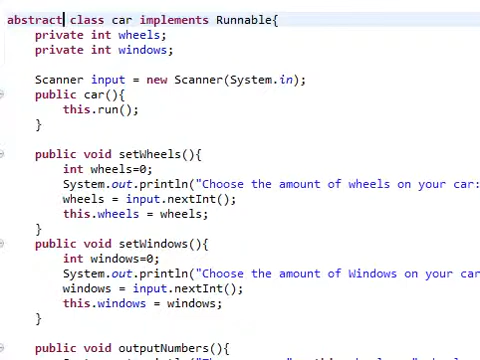 abstract class car implements Runnable{
private int wheels;
private int windows;
Scanner input = new Scanner(System.in);
public car(){
this.run();
}
public void setWheels(){
int wheels=0;
System.out.println("Choose the amount of wheels on your car:
wheels = input.nextInt();
this.wheels = wheels;
}
public void setWindows(){
int windows=0;
System.out.println("Choose the amount of Windows on your car
windows = input.nextInt();
this.windows = windows;
}
public void outputNumbers(){